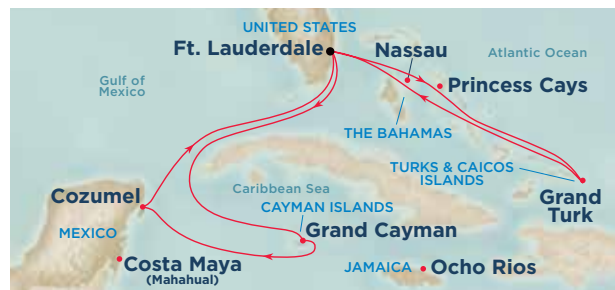 UNITED STATES
Ft. Lauderdale
Nassau
Atlantic Ocean
Gulf of
Mexico
Princess Cays
THE BAHAMAS
TURKS & CAICOS
ISLANDS
Caribbean Sea
Cozumel
CAYMAN ISLANDS
Grand
Turk
Grand Cayman
MEXICO
Costa Maya
(Mahahual)
JAMAICA
Ocho Rios